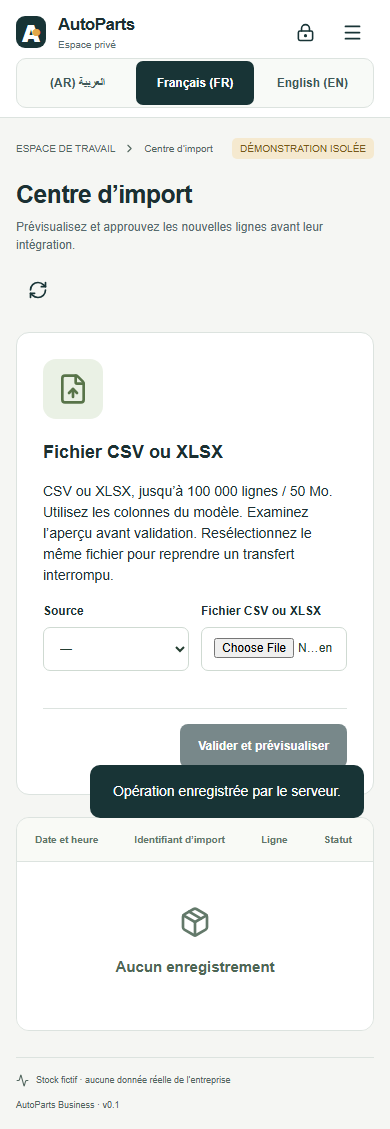 AutoParts
Espace privé
العربية (AR)
Français (FR)
English (EN)
ESPACE DE TRAVAIL
Centre d’import
DÉMONSTRATION ISOLÉE
Centre d’import
Prévisualisez et approuvez les nouvelles lignes avant leur
intégration.
Fichier CSV ou XLSX
CSV ou XLSX, jusqu’à 100 000 lignes / 50 Mo.
Utilisez les colonnes du modèle. Examinez
l’aperçu avant validation. Resélectionnez le
même fichier pour reprendre un transfert
interrompu.
Source
Fichier CSV ou XLSX
—
Choose File N…en
Valider et prévisualiser
Opération enregistrée par le serveur.
Date et heure
Identifiant d’import
Ligne
Statut
Aucun enregistrement
Stock fictif · aucune donnée réelle de l’entreprise
AutoParts Business · v0.1